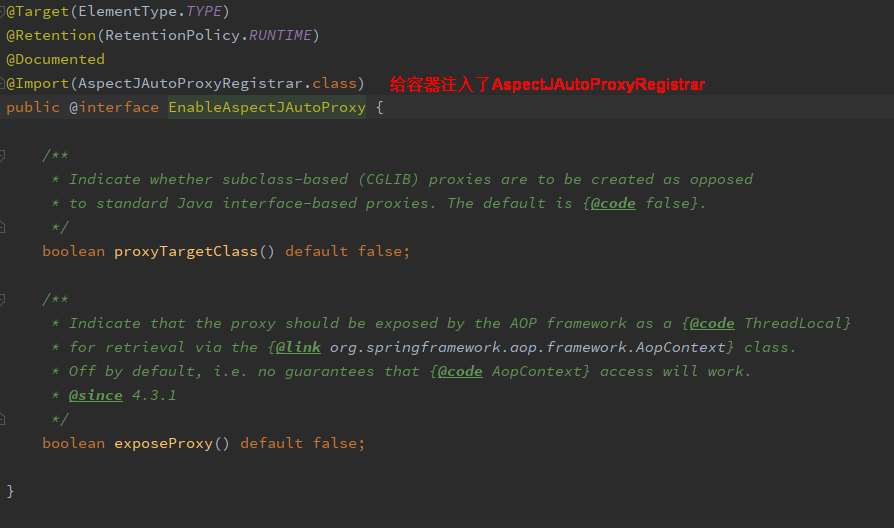 @Target(ElementType.TYPE)
@Retention(RetentionPolicy.RUNTIME)
@Documented
@Import(AspectJAutoProxyRegistrar.class) 给容器注入了AspectJAutoProxyRegistrar
public @interface EnableAspectJAutoProxy {
/**
* Indicate whether subclass-based (CGLIB) proxies are to be created as opposed
* to standard Java interface-based proxies. The default is {@code false}.
*/
boolean proxyTargetClass() default false;
/**
* Indicate that the proxy should be exposed by the AOP framework as a {@code ThreadLocal}
* for retrieval via the {@link org.springframework.aop.framework.AopContext} class.
* Off by default, i.e. no guarantees that {@code AopContext} access will work.
* @since 4.3.1
*/
boolean exposeProxy() default false;
}